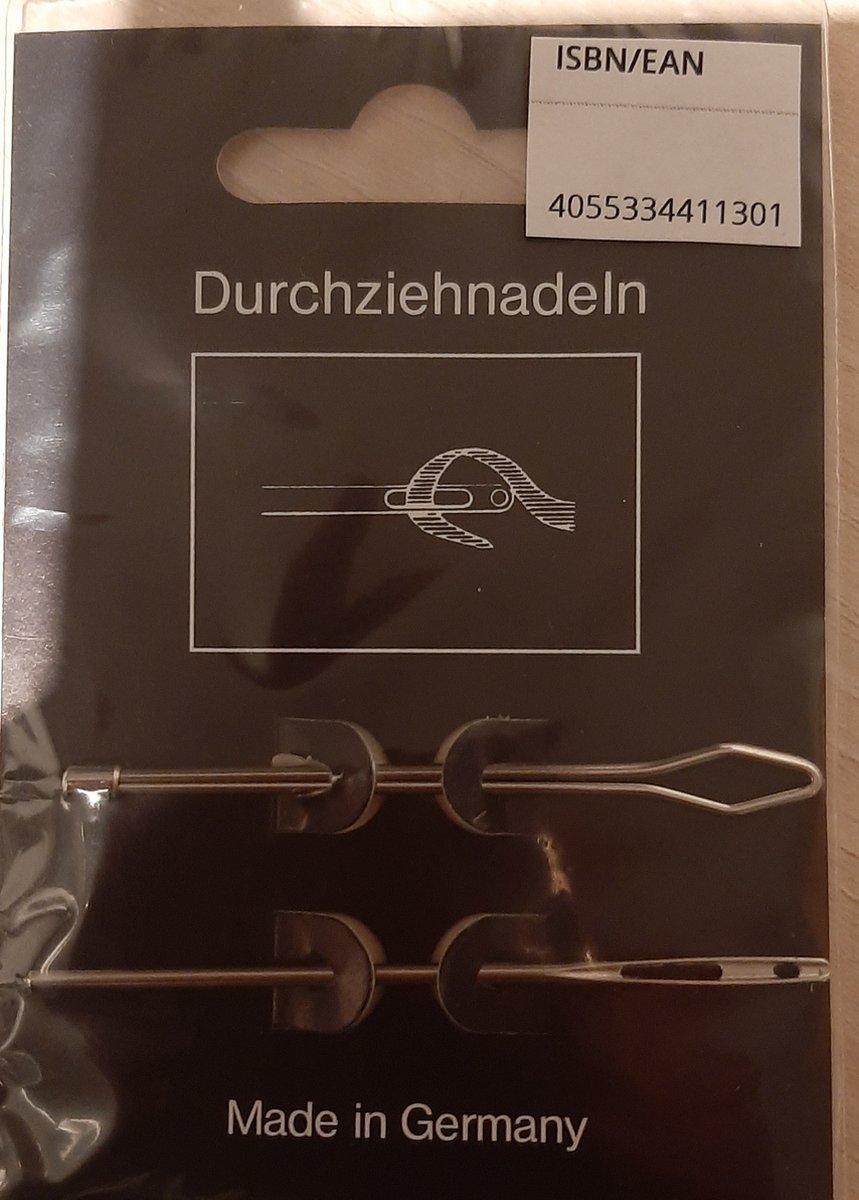 ISBN/EAN
4055334411301
Durchziehnadeln
Made in Germany